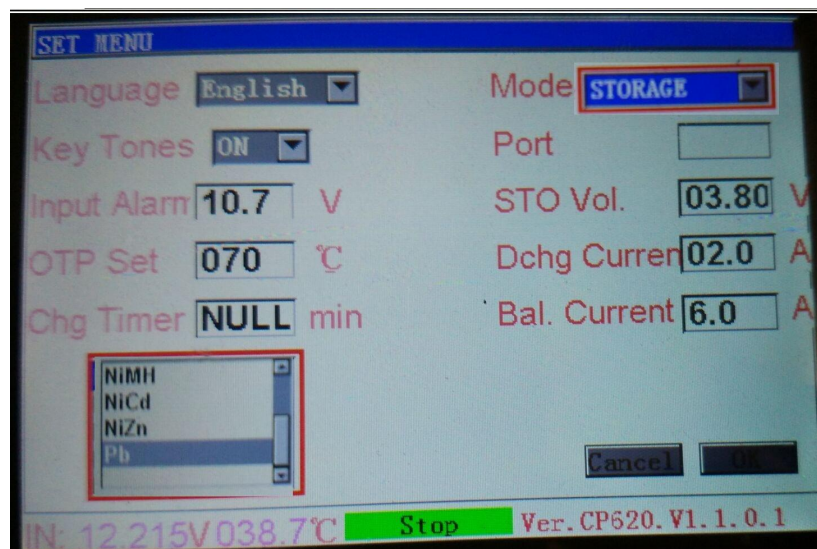 SET MENU
Language English Mode STORAGE
Key Tones ON Port
Input Alarm 10.7 V STO Vol. 03.80 V
OTP Set 070 ℃ Dchg Curren 02.0 A
Chg Timer NULL min Bal. Current 6.0 A
NiMH
NiCd
NiZn
Pb
Cancel OK
IN: 12.215V 038.7℃ Stop Ver.CP620.V1.1.0.1